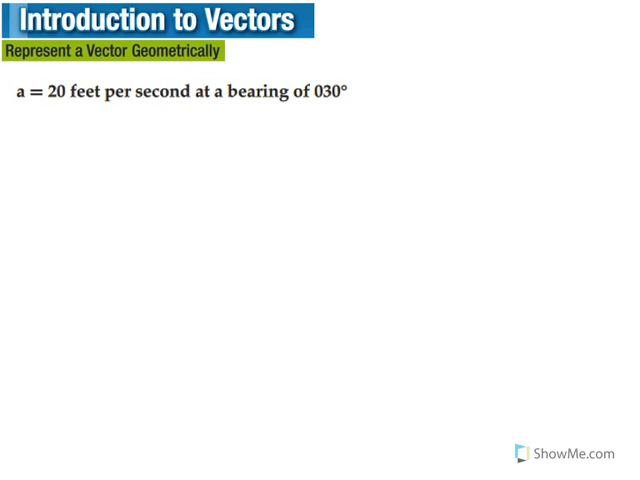 Introduction to Vectors
Represent a Vector Geometrically
a = 20 feet per second at a bearing of 030°
ShowMe.com